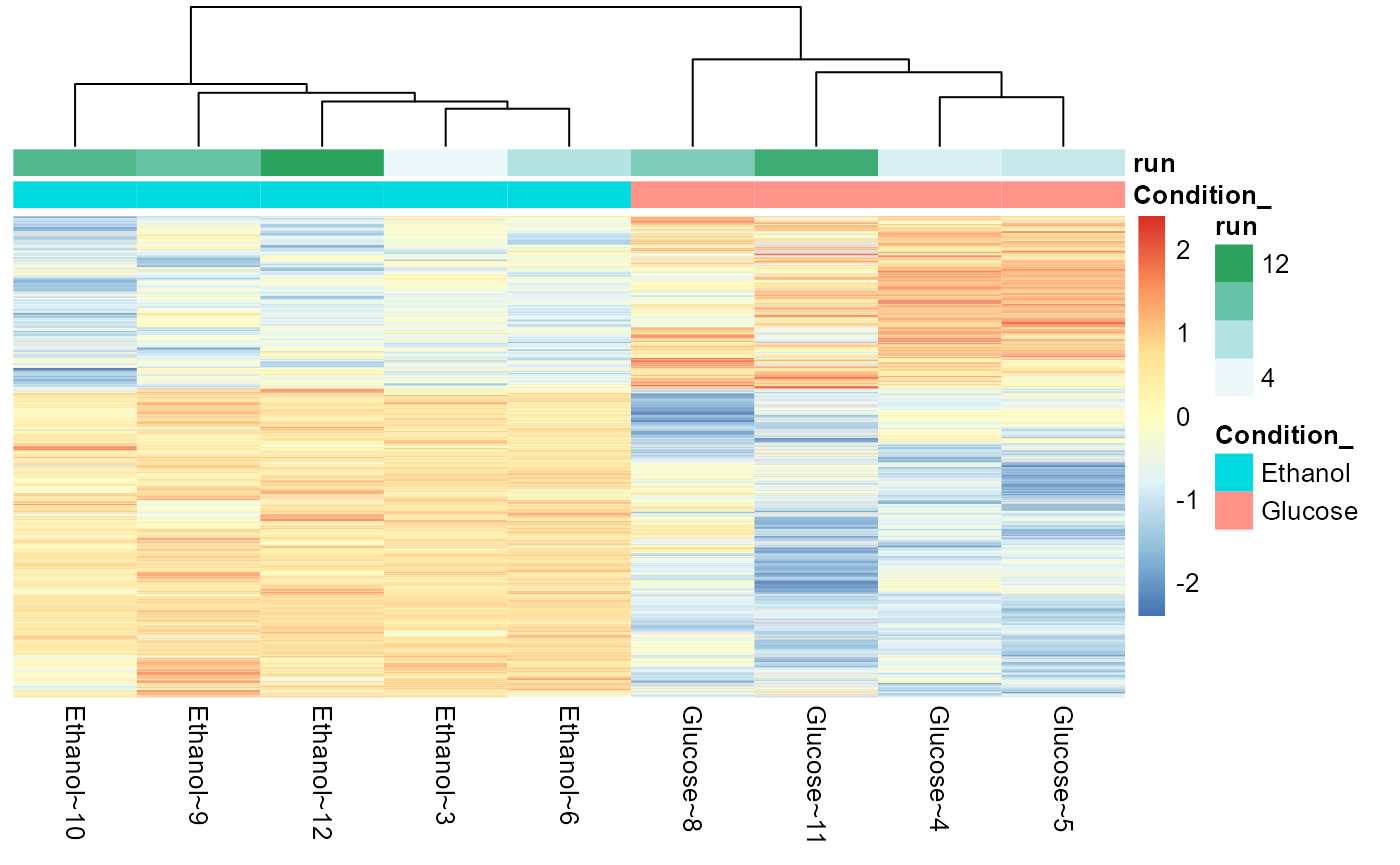 run
Condition_
2
1
0
-1
-2
run
12
4
Condition_
Ethanol
Glucose
Ethanol~10
Ethanol~9
Ethanol~12
Ethanol~3
Ethanol~6
Glucose~8
Glucose~11
Glucose~4
Glucose~5